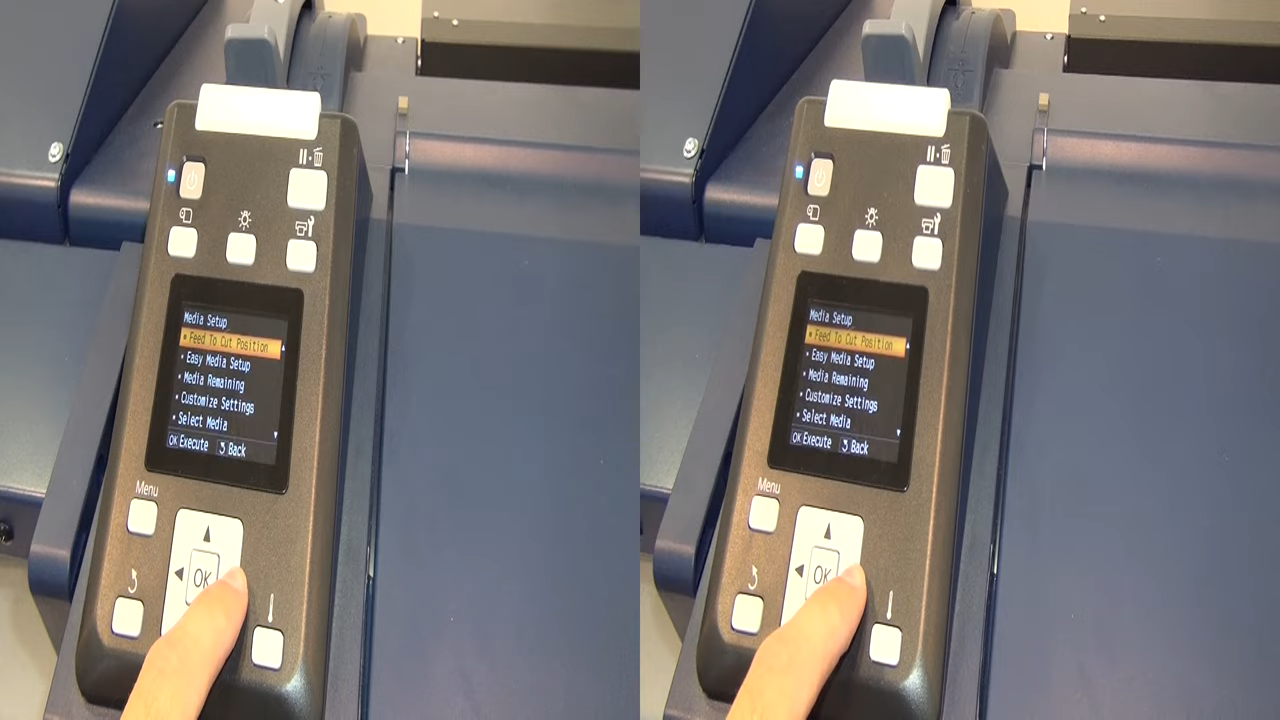 Media Setup
Feed To Cut Position
Easy Media Setup
Media Remaining
Customize Settings
Select Media
OK Execute Back
Menu
OK
Media Setup
Feed To Cut Position
Easy Media Setup
Media Remaining
Customize Settings
Select Media
OK Execute Back
Menu
OK